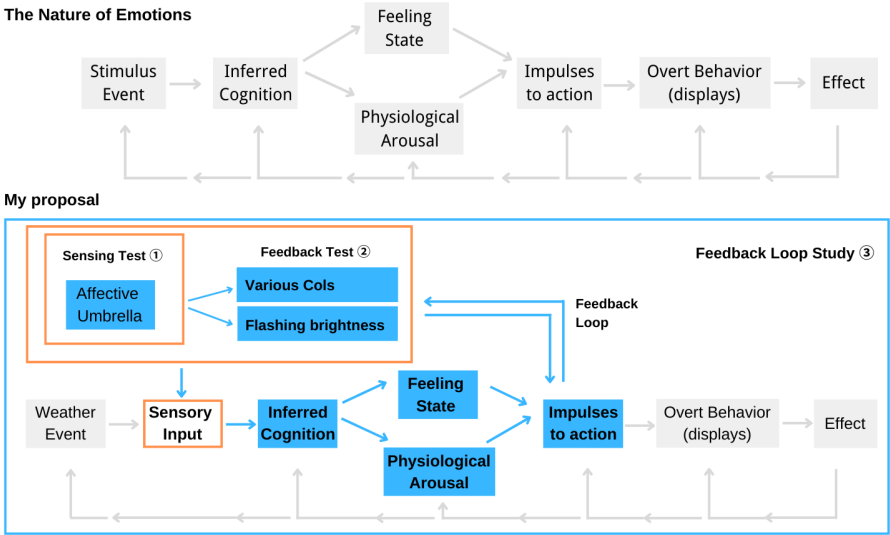 The Nature of Emotions
Feeling
State
Stimulus
Event
Inferred
Cognition
Impulses
to action
Overt Behavior
(displays)
Effect
Physiological
Arousal
My proposal
Sensing Test ①
Feedback Test ②
Feedback Loop Study ③
Affective
Umbrella
Various Cols
Flashing brightness
Feedback
Loop
Weather
Event
Sensory
Input
Inferred
Cognition
Feeling
State
Physiological
Arousal
Impulses
to action
Overt Behavior
(displays)
Effect